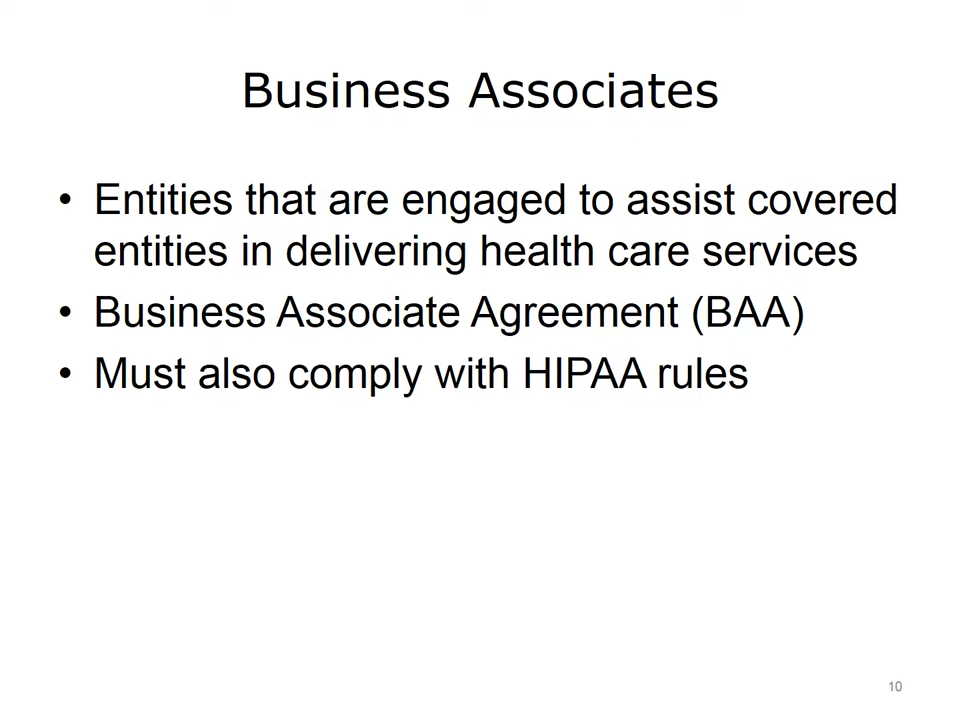 Business Associates
• Entities that are engaged to assist covered
entities in delivering health care services
• Business Associate Agreement (BAA)
• Must also comply with HIPAA rules
10